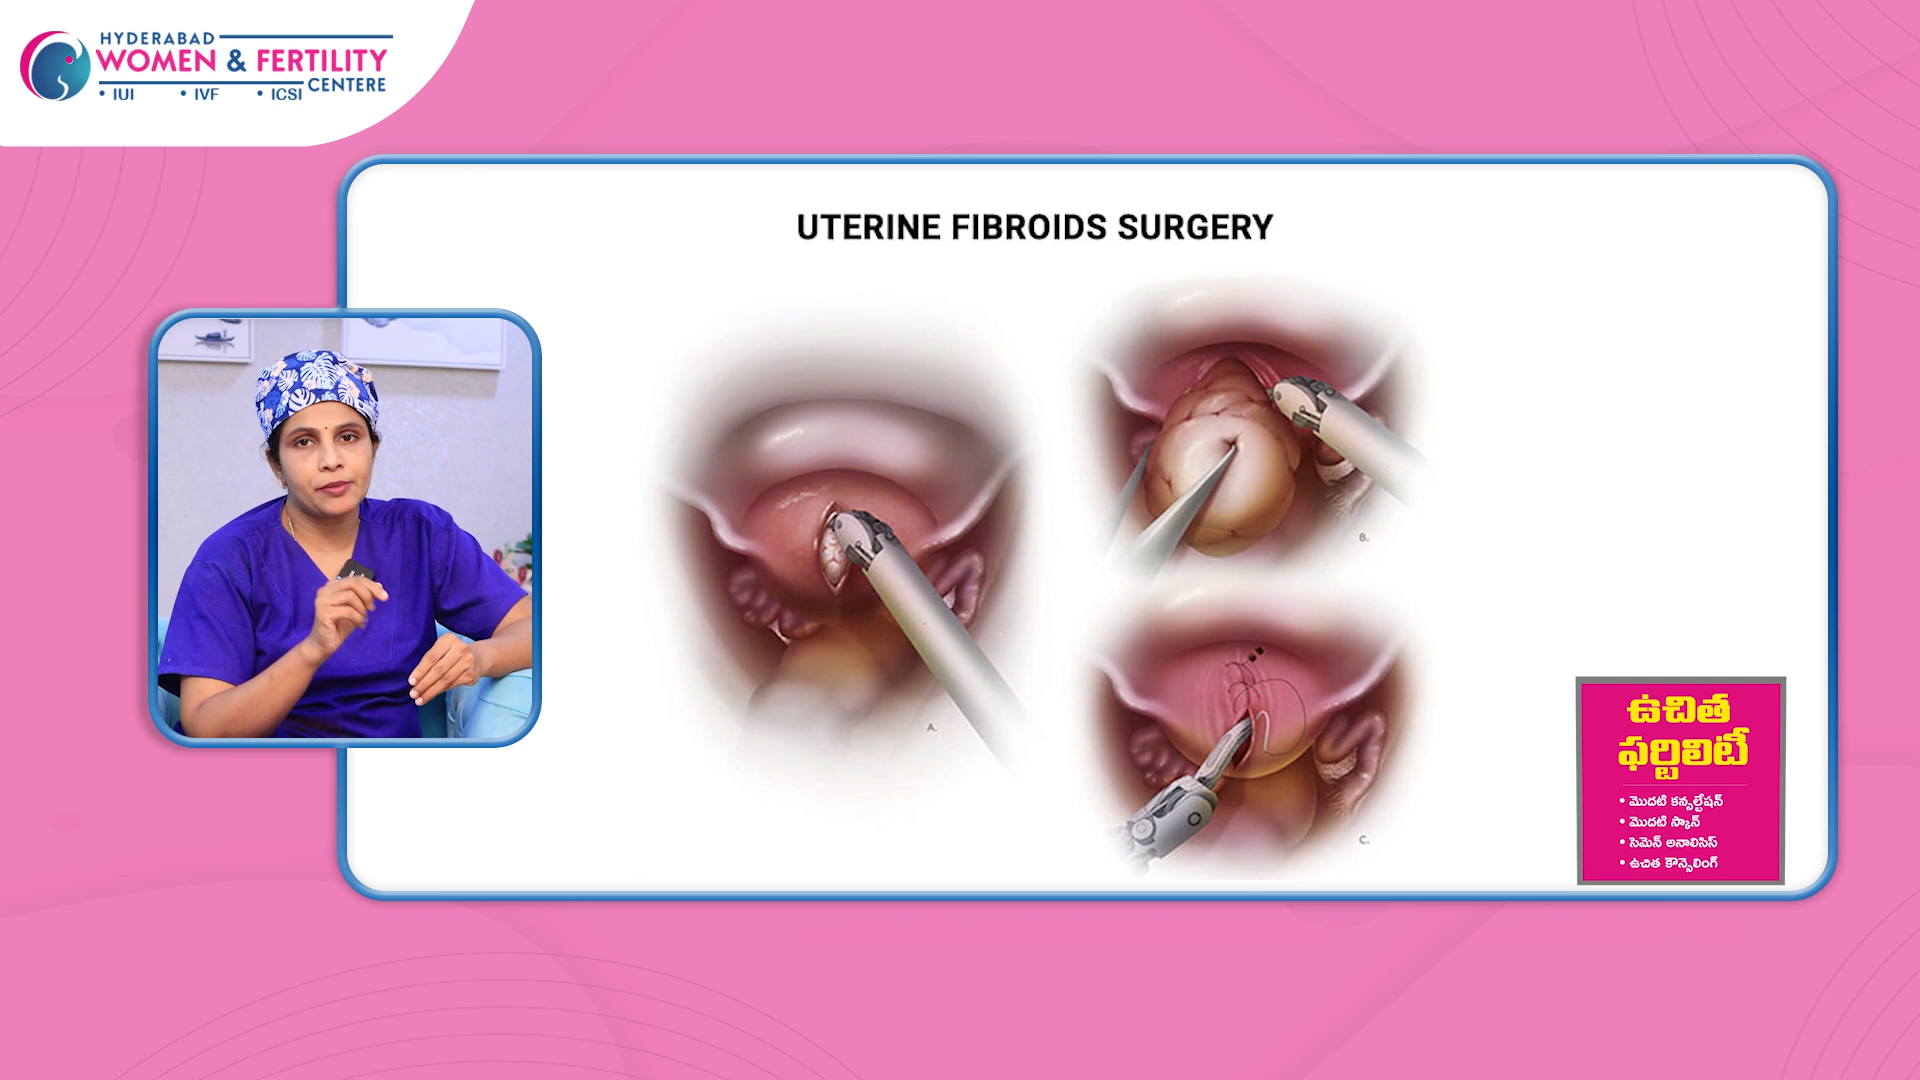 HYDERABAD
WOMEN & FERTILITY
CENTERE
• IUI • IVF • ICSI
UTERINE FIBROIDS SURGERY
A.
B.
C.
ఉచిత
ఫర్టిలిటీ
• మొదటి కన్సల్టేషన్
• మొదటి స్కాన్
• సెమెన్ అనాలిసిస్
• ఉచిత కౌన్సెలింగ్